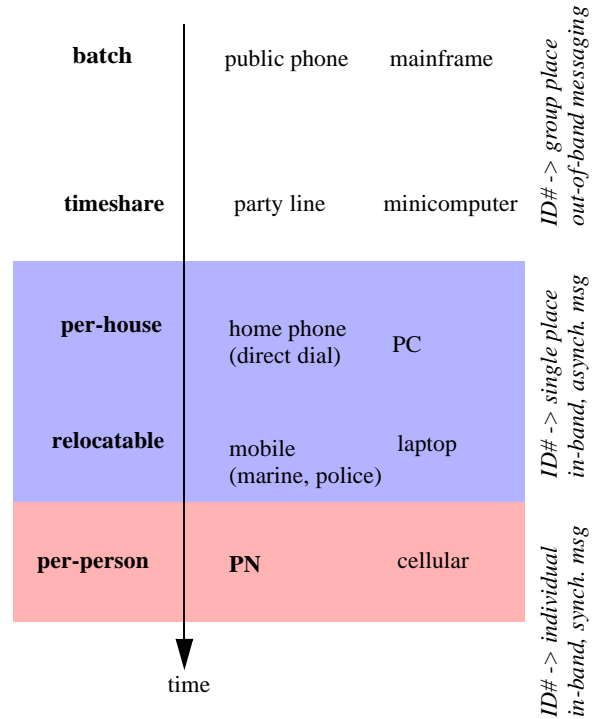 batch public phone mainframe
timeshare party line minicomputer
per-house home phone PC
(direct dial)
relocatable mobile laptop
(marine, police)
per-person PN cellular
time
ID# -> group place
out-of-band messaging
ID# -> single place
in-band, asynch. msg
ID# -> individual
in-band, synch. msg